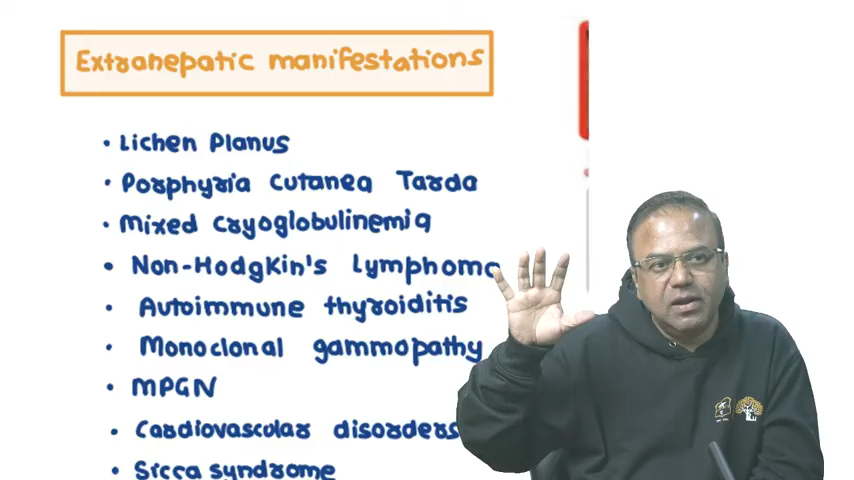 Extrahepatic manifestations
• Lichen Planus
• Porphyria Cutanea Tarda
• Mixed Cryoglobulinemia
• Non-Hodgkin's Lymphoma
• Autoimmune thyroiditis
• Monoclonal gammopathy
• MPGN
• Cardiovascular disorders
• Sicca syndrome